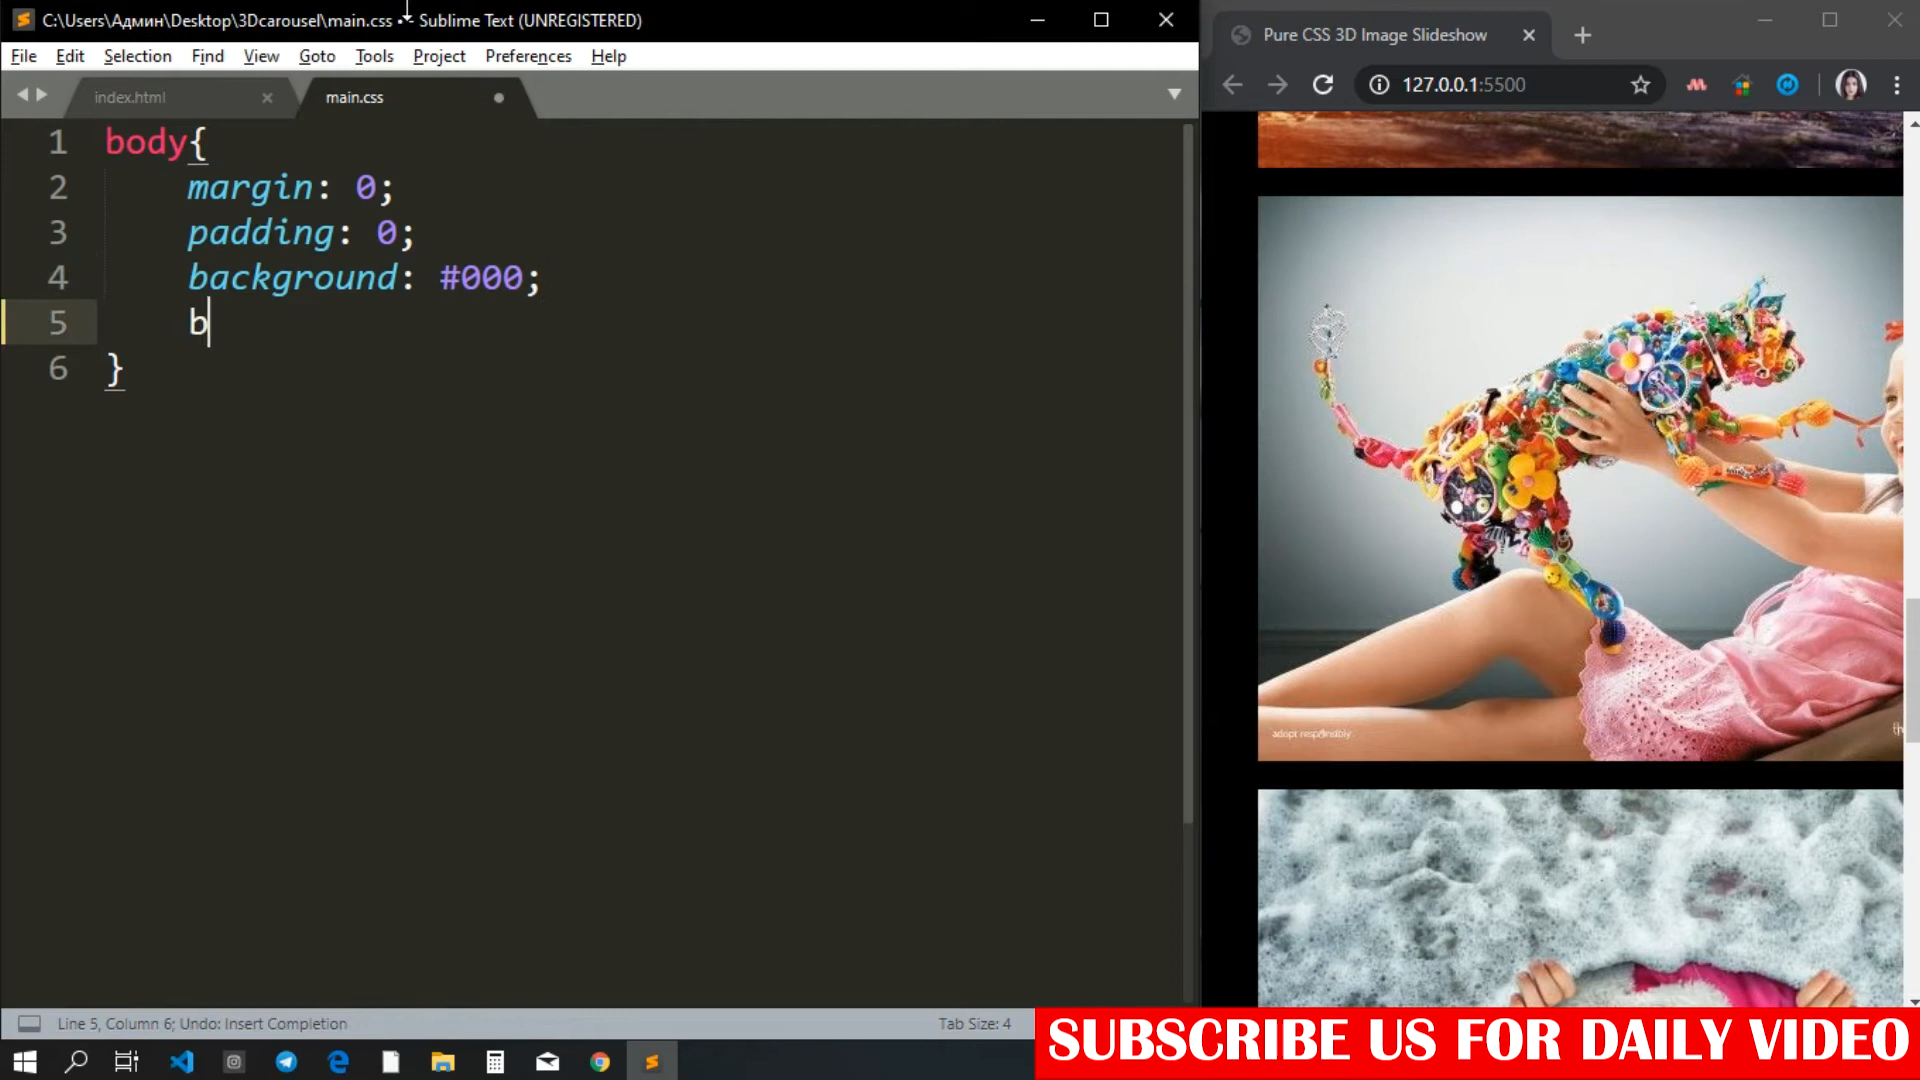 C:\Users\Админ\Desktop\3Dcarousel\main.css • - Sublime Text (UNREGISTERED)
File Edit Selection Find View Goto Tools Project Preferences Help
index.html
main.css
1 body{
2 margin: 0;
3 padding: 0;
4 background: #000;
5 b
6 }
Line 5, Column 6; Undo: Insert Completion
Tab Size: 4
Pure CSS 3D Image Slideshow
127.0.0.1:5500
SUBSCRIBE US FOR DAILY VIDEO